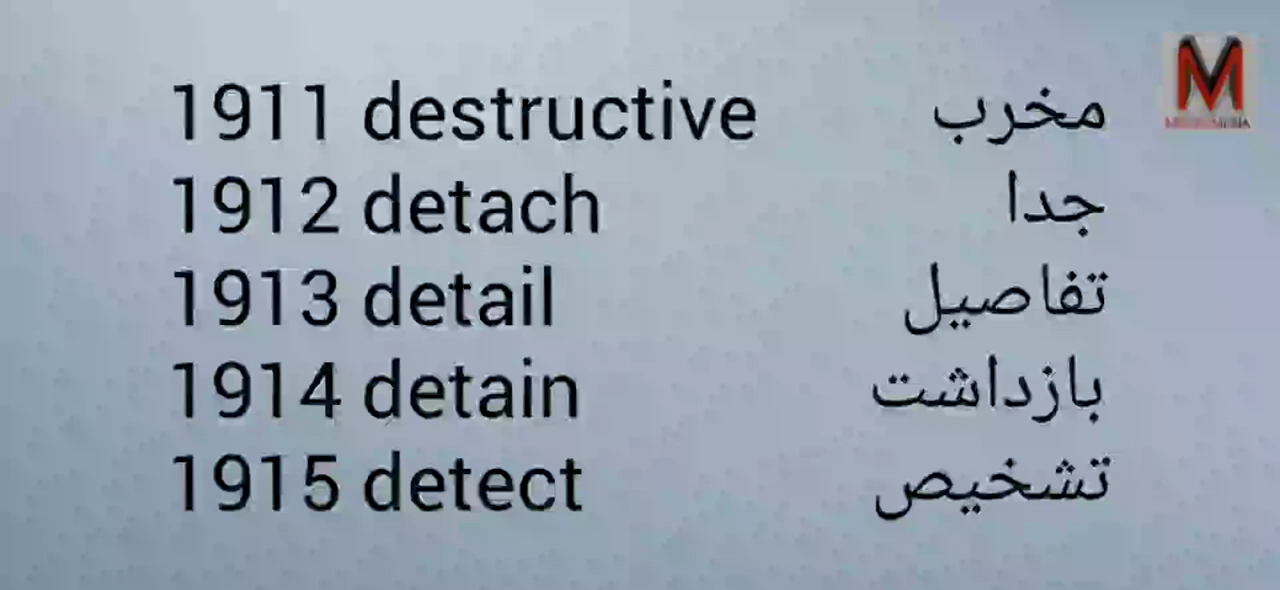 1911 destructive مخرب
1912 detach جدا
1913 detail تفاصیل
1914 detain بازداشت
1915 detect تشخیص
M